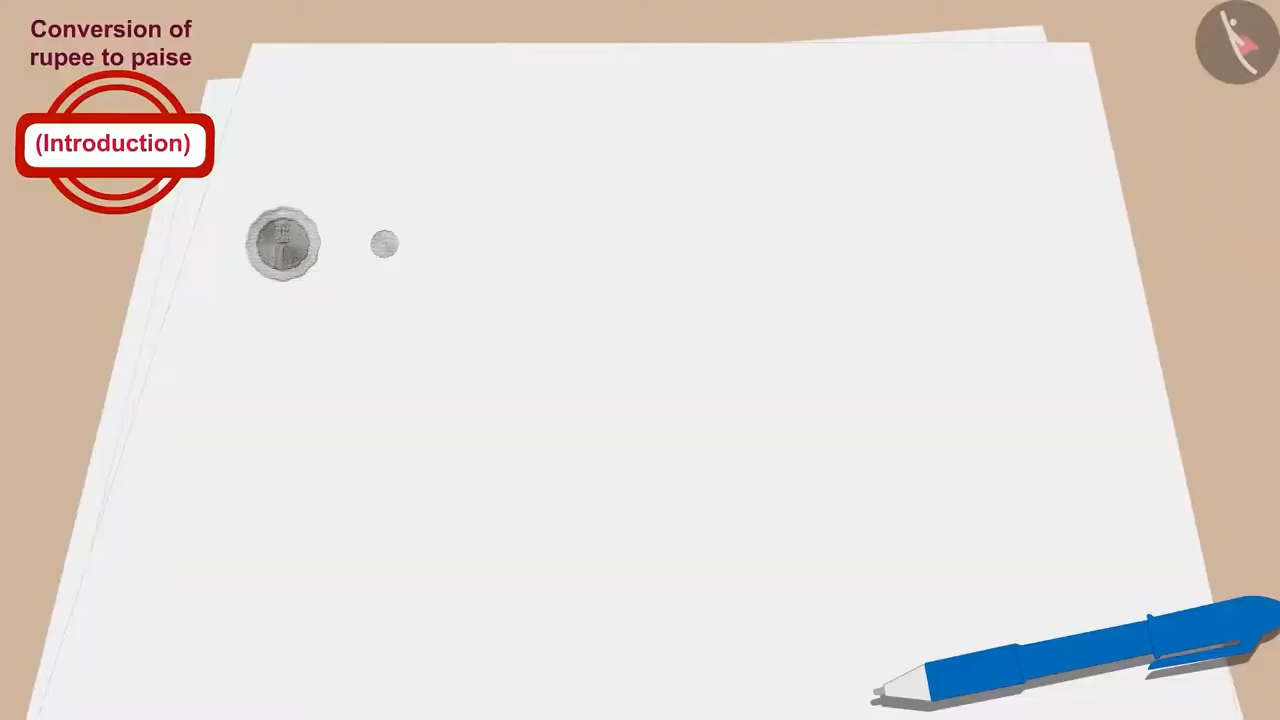 Conversion of
rupee to paise
(Introduction)